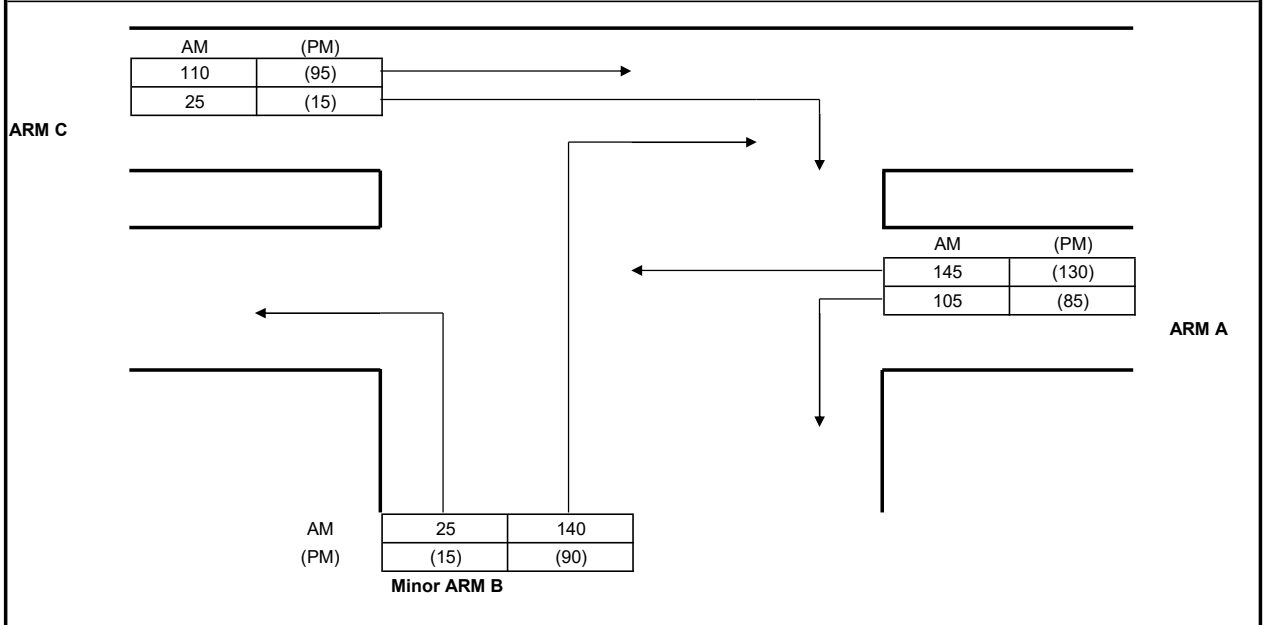 AM (PM)
110 (95)
25 (15)
ARM C
AM (PM)
145 (130)
105 (85)
ARM A
AM 25 140
(PM) (15) (90)
Minor ARM B